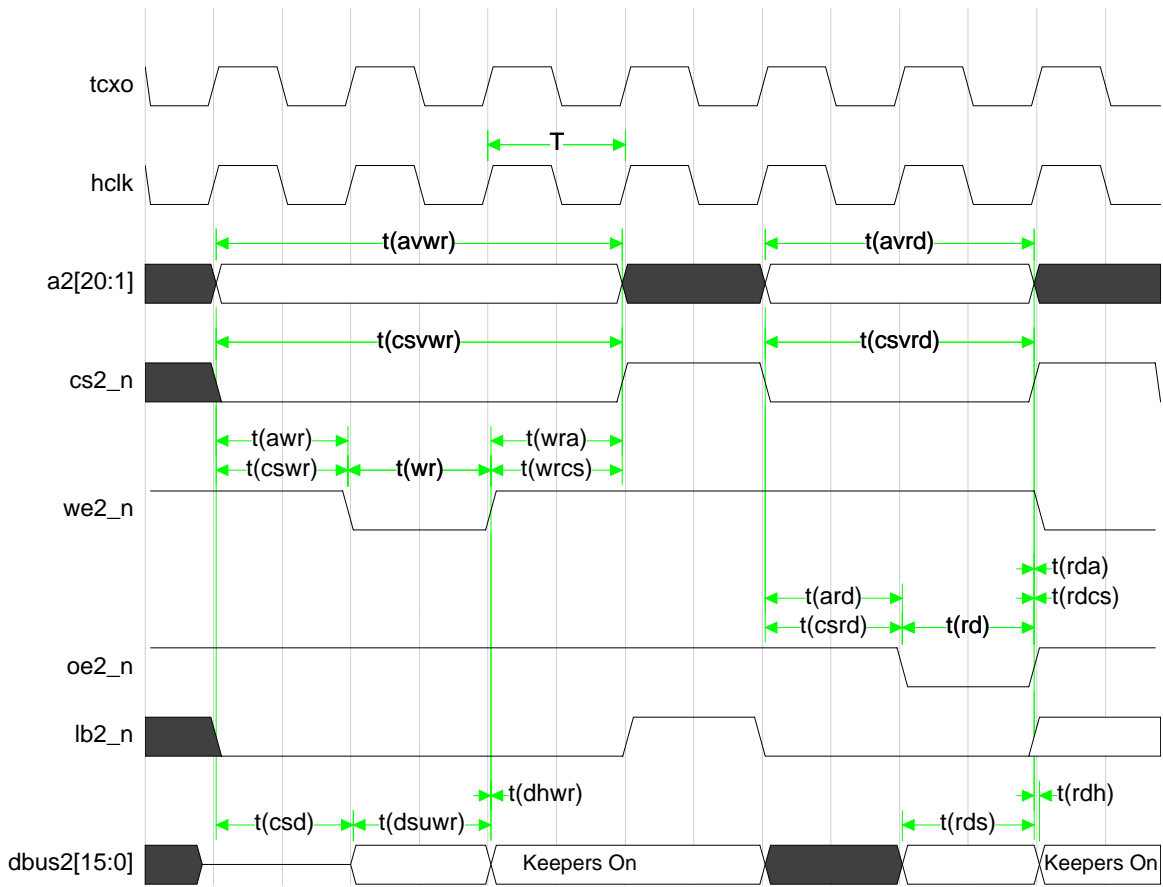 tcxo
T
hclk
t(avwr) t(avrd)
a2[20:1]
t(csvwr) t(csvrd)
cs2_n
t(awr) t(wra)
t(cswr) t(wr) t(wrcs)
we2_n
t(rda)
t(ard) t(rdcs)
t(csrd) t(rd)
oe2_n
lb2_n
t(dhwr) t(rdh)
t(csd) t(dsuwr) t(rds)
dbus2[15:0] Keepers On Keepers On